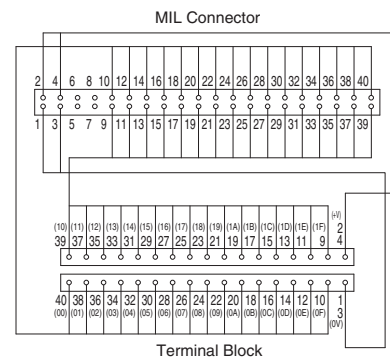 MIL Connector
2 4 6 8 10 12 14 16 18 20 22 24 26 28 30 32 34 36 38 40
1 3 5 7 9 11 13 15 17 19 21 23 25 27 29 31 33 35 37 39
(10) (11) (12) (13) (14) (15) (16) (17) (18) (19) (1A) (1B) (1C) (1D) (1E) (1F) (+V)
2
39 37 35 33 31 29 27 25 23 21 19 17 15 13 11 9 4
40 38 36 34 32 30 28 26 24 22 20 18 16 14 12 10 1
(00) (01) (02) (03) (04) (05) (06) (07) (08) (09) (0A) (0B) (0C) (0D) (0E) (0F) 3
(0V)
Terminal Block